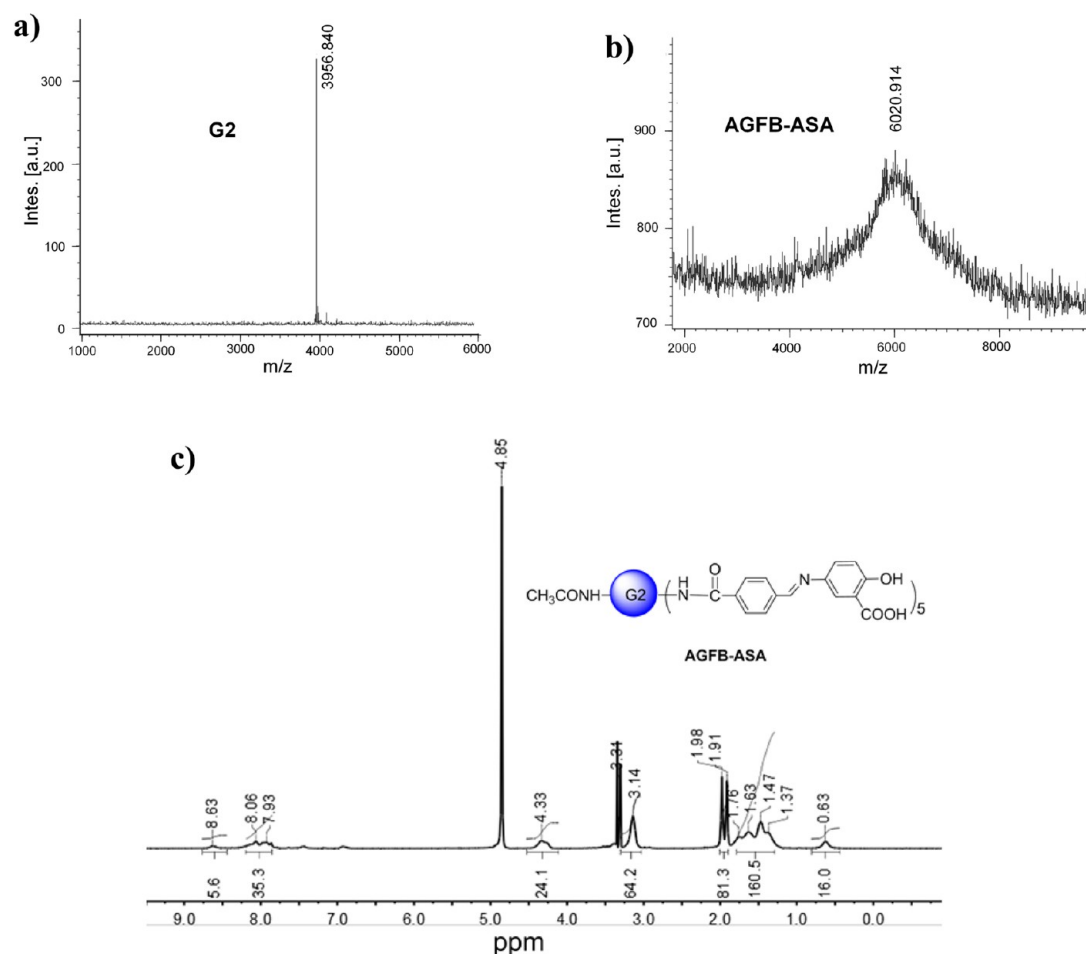 a)
3956.840
G2
Intes. [a.u.]
300
200
100
0
1000 2000 3000 4000 5000 6000
m/z
b)
6020.914
AGFB-ASA
Intes. [a.u.]
900
800
700
2000 4000 6000 8000
m/z
c)
4.85
8.63
8.06
7.93
4.33
3.31
3.14
1.98
1.91
1.76
1.63
1.47
1.37
0.63
O
H
N
CH3CONH
G2
N
OH
COOH
5
AGFB-ASA
5.6
35.3
24.1
64.2
81.3
160.5
16.0
9.0 8.0 7.0 6.0 5.0 4.0 3.0 2.0 1.0 0.0
ppm